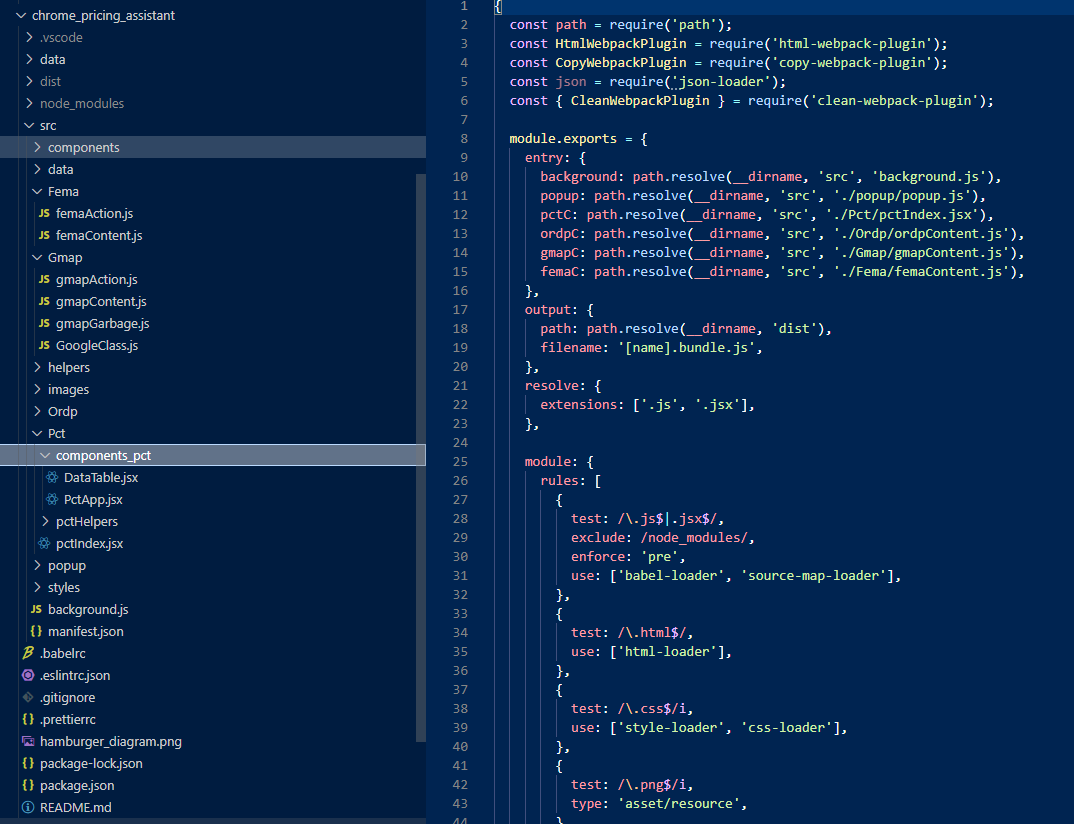 chrome_pricing_assistant
.vscode
data
dist
node_modules
src
components
data
Fema
JS femaAction.js
JS femaContent.js
Gmap
JS gmapAction.js
JS gmapContent.js
JS gmapGarbage.js
JS GoogleClass.js
helpers
images
Ordp
Pct
components_pct
DataTable.jsx
PctApp.jsx
pctHelpers
pctIndex.jsx
popup
styles
JS background.js
{} manifest.json
.babelrc
.eslintrc.json
.gitignore
{} .prettierrc
hamburger_diagram.png
{} package-lock.json
{} package.json
README.md
1 {
2 const path = require('path');
3 const HtmlWebpackPlugin = require('html-webpack-plugin');
4 const CopyWebpackPlugin = require('copy-webpack-plugin');
5 const json = require('json-loader');
6 const { CleanWebpackPlugin } = require('clean-webpack-plugin');
7
8 module.exports = {
9 entry: {
10 background: path.resolve(__dirname, 'src', 'background.js'),
11 popup: path.resolve(__dirname, 'src', './popup/popup.js'),
12 pctC: path.resolve(__dirname, 'src', './Pct/pctIndex.jsx'),
13 ordpC: path.resolve(__dirname, 'src', './Ordp/ordpContent.js'),
14 gmapC: path.resolve(__dirname, 'src', './Gmap/gmapContent.js'),
15 femaC: path.resolve(__dirname, 'src', './Fema/femaContent.js'),
16 },
17 output: {
18 path: path.resolve(__dirname, 'dist'),
19 filename: '[name].bundle.js',
20 },
21 resolve: {
22 extensions: ['.js', '.jsx'],
23 },
24
25 module: {
26 rules: [
27 {
28 test: /\.js$|.jsx$/,
29 exclude: /node_modules/,
30 enforce: 'pre',
31 use: ['babel-loader', 'source-map-loader'],
32 },
33 {
34 test: /\.html$/,
35 use: ['html-loader'],
36 },
37 {
38 test: /\.css$/i,
39 use: ['style-loader', 'css-loader'],
40 },
41 {
42 test: /\.png$/i,
43 type: 'asset/resource',
44 }